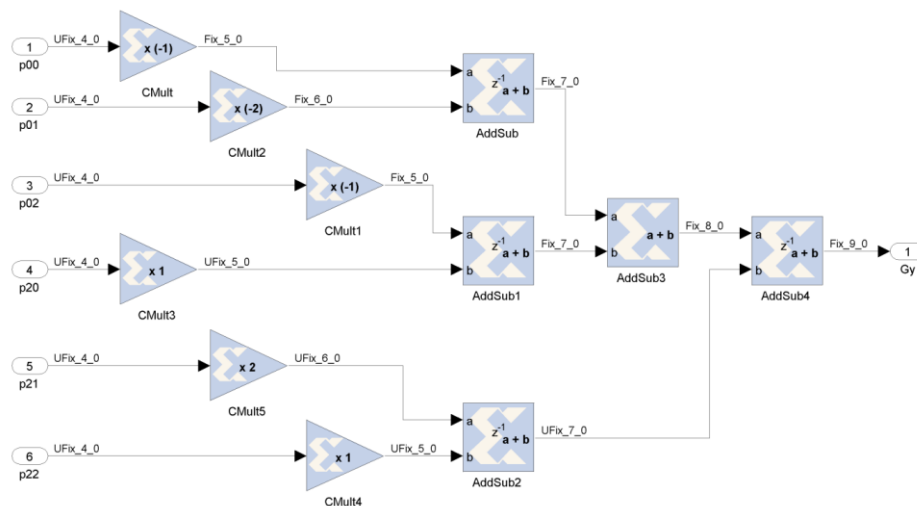 1
UFix_4_0
x (-1)
Fix_5_0
p00
CMult
2
UFix_4_0
x (-2)
Fix_6_0
p01
CMult2
a
b
z-1
a + b
Fix_7_0
AddSub
3
UFix_4_0
x (-1)
Fix_5_0
p02
CMult1
4
UFix_4_0
x 1
UFix_5_0
p20
CMult3
a
b
z-1
a + b
Fix_7_0
AddSub1
a
b
a + b
Fix_8_0
AddSub3
a
b
z-1
a + b
Fix_9_0
1
Gy
AddSub4
5
UFix_4_0
x 2
UFix_6_0
p21
CMult5
6
UFix_4_0
x 1
UFix_5_0
p22
CMult4
a
b
z-1
a + b
UFix_7_0
AddSub2